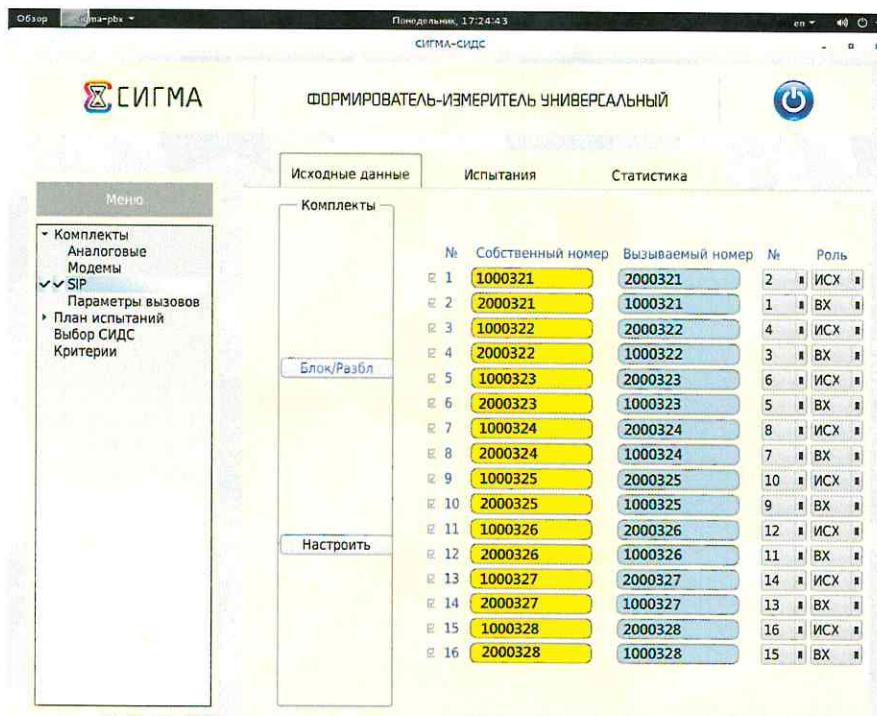 Обзор sigma-pbx Понедельник, 17:24:43 en
СИГМА-СИДС
СИГМА ФОРМИРОВАТЕЛЬ-ИЗМЕРИТЕЛЬ УНИВЕРСАЛЬНЫЙ
Исходные данные Испытания Статистика
Меню
Комплекты
Аналоговые
Модемы
SIP
Параметры вызовов
План испытаний
Выбор СИДС
Критерии
Комплекты
Блок/Разбл
Настроить
№ Собственный номер Вызываемый номер № Роль
1 1000321 2000321 2 ИСХ
2 2000321 1000321 1 ВХ
3 1000322 2000322 4 ИСХ
4 2000322 1000322 3 ВХ
5 1000323 2000323 6 ИСХ
6 2000323 1000323 5 ВХ
7 1000324 2000324 8 ИСХ
8 2000324 1000324 7 ВХ
9 1000325 2000325 10 ИСХ
10 2000325 1000325 9 ВХ
11 1000326 2000326 12 ИСХ
12 2000326 1000326 11 ВХ
13 1000327 2000327 14 ИСХ
14 2000327 1000327 13 ВХ
15 1000328 2000328 16 ИСХ
16 2000328 1000328 15 ВХ